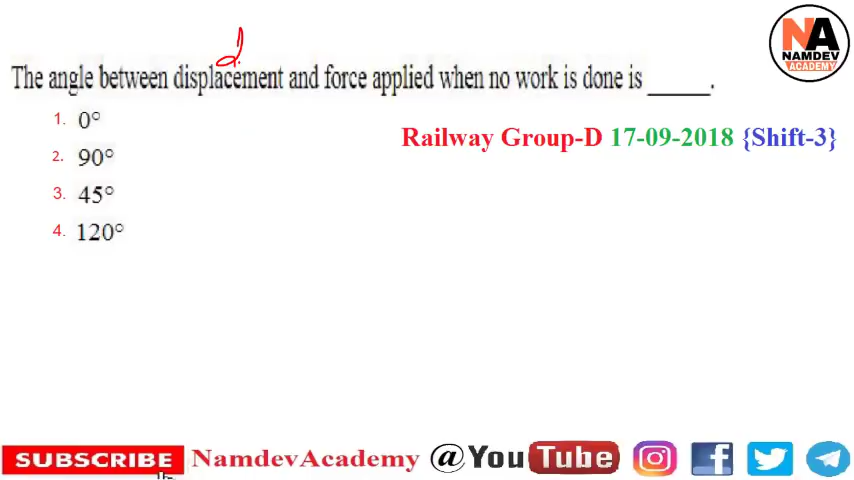 NA
NAMDEV
ACADEMY
d
The angle between displacement and force applied when no work is done is ______.
1. 0°
Railway Group-D 17-09-2018 {Shift-3}
2. 90°
3. 45°
4. 120°
SUBSCRIBE NamdevAcademy @YouTube